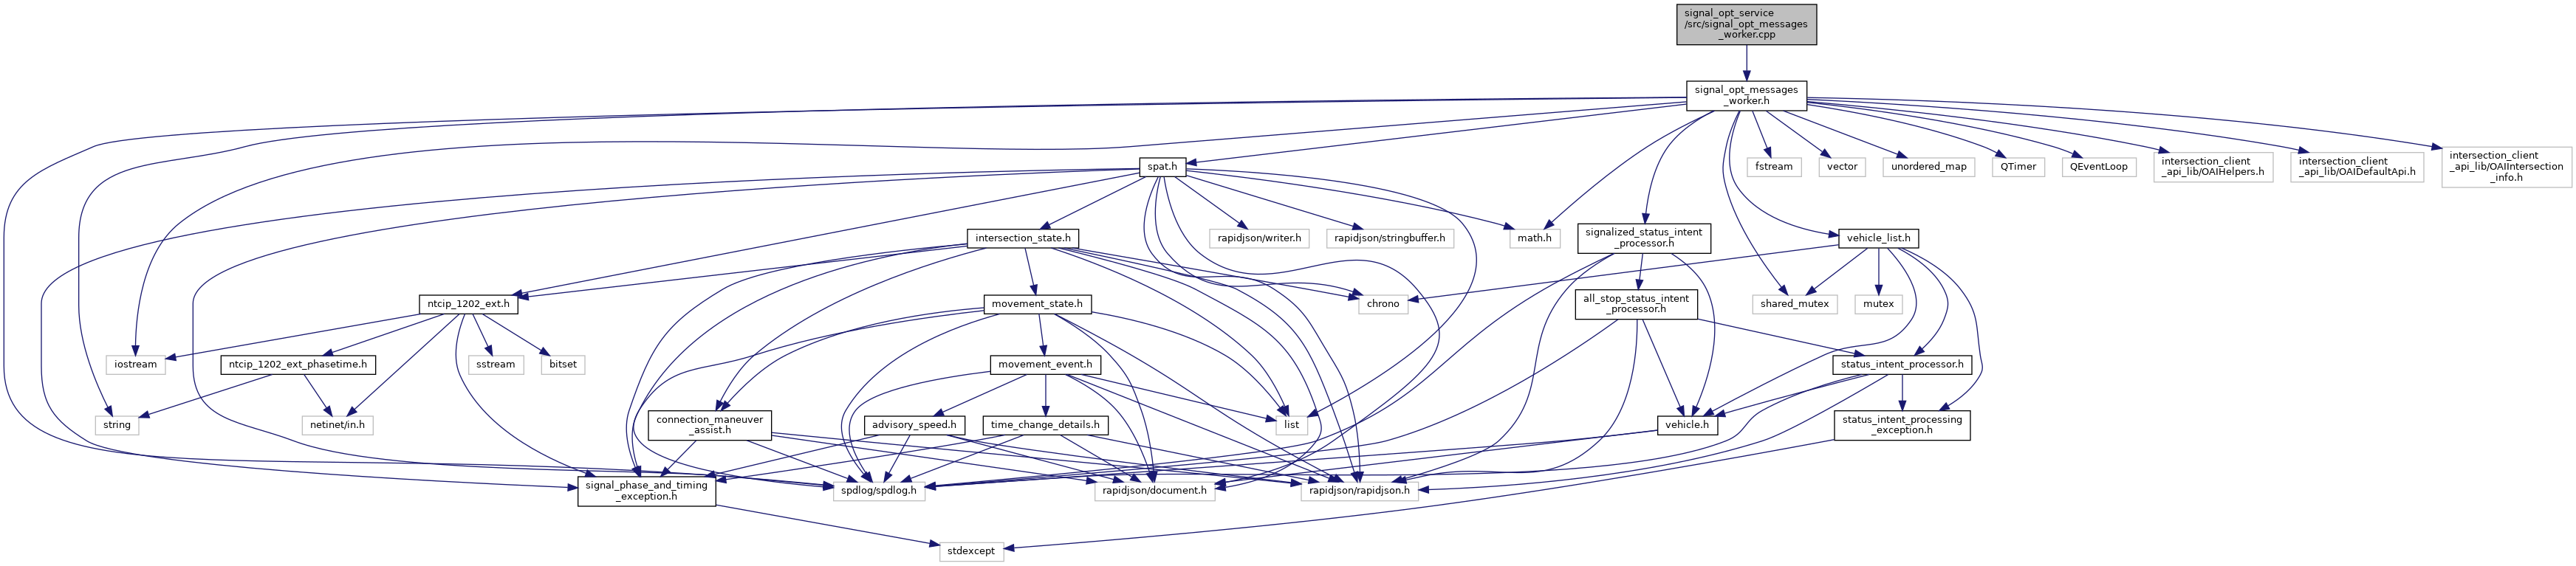 signal_opt_service
/src/signal_opt_messages
_worker.cpp
signal_opt_messages
_worker.h
spat.h
fstream
vector
unordered_map
QTimer
QEventLoop
intersection_client
_api_lib/OAIHelpers.h
intersection_client
_api_lib/OAIDefaultApi.h
intersection_client
_api_lib/OAIIntersection
_info.h
intersection_state.h
rapidjson/writer.h
rapidjson/stringbuffer.h
math.h
signalized_status_intent
_processor.h
vehicle_list.h
ntcip_1202_ext.h
movement_state.h
chrono
all_stop_status_intent
_processor.h
shared_mutex
mutex
iostream
ntcip_1202_ext_phasetime.h
sstream
bitset
movement_event.h
status_intent_processor.h
string
netinet/in.h
connection_maneuver
_assist.h
advisory_speed.h
time_change_details.h
list
vehicle.h
status_intent_processing
_exception.h
signal_phase_and_timing
_exception.h
spdlog/spdlog.h
rapidjson/document.h
rapidjson/rapidjson.h
stdexcept